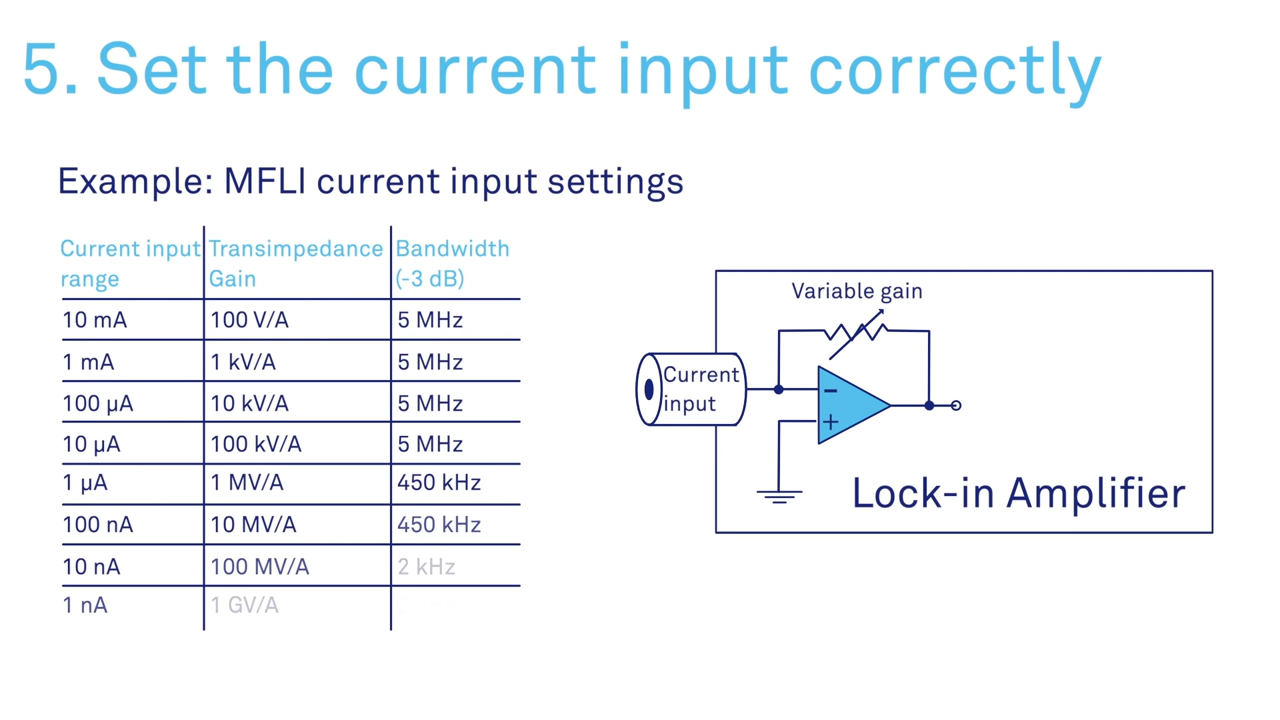 5. Set the current input correctly
Example: MFLI current input settings
Current input range | Transimpedance Gain | Bandwidth (-3 dB)
10 mA | 100 V/A | 5 MHz
1 mA | 1 kV/A | 5 MHz
100 µA | 10 kV/A | 5 MHz
10 µA | 100 kV/A | 5 MHz
1 µA | 1 MV/A | 450 kHz
100 nA | 10 MV/A | 450 kHz
10 nA | 100 MV/A | 2 kHz
1 nA | 1 GV/A
Variable gain
Current
input
−
+
Lock-in Amplifier